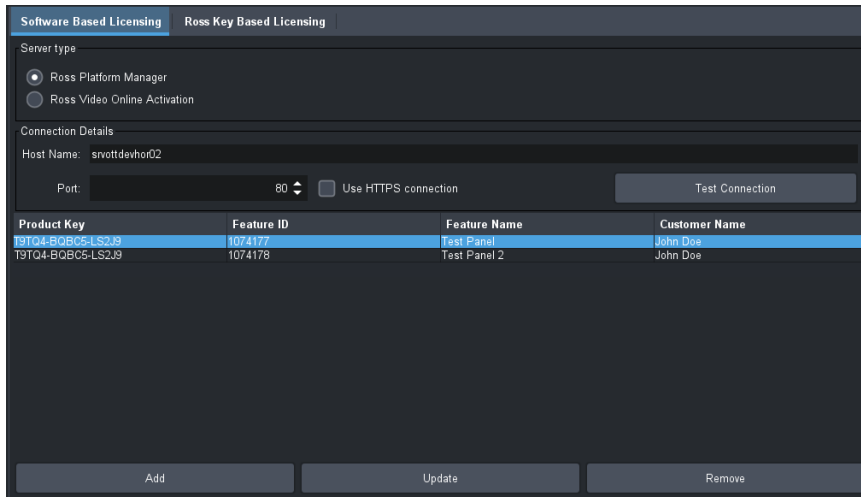 Software Based Licensing Ross Key Based Licensing
Server type
Ross Platform Manager
Ross Video Online Activation
Connection Details
Host Name: srvottdevhor02
Port: 80 Use HTTPS connection Test Connection
Product Key Feature ID Feature Name Customer Name
T9TQ4-BQBC5-LS2J9 1074177 Test Panel John Doe
T9TQ4-BQBC5-LS2J9 1074178 Test Panel 2 John Doe
Add Update Remove